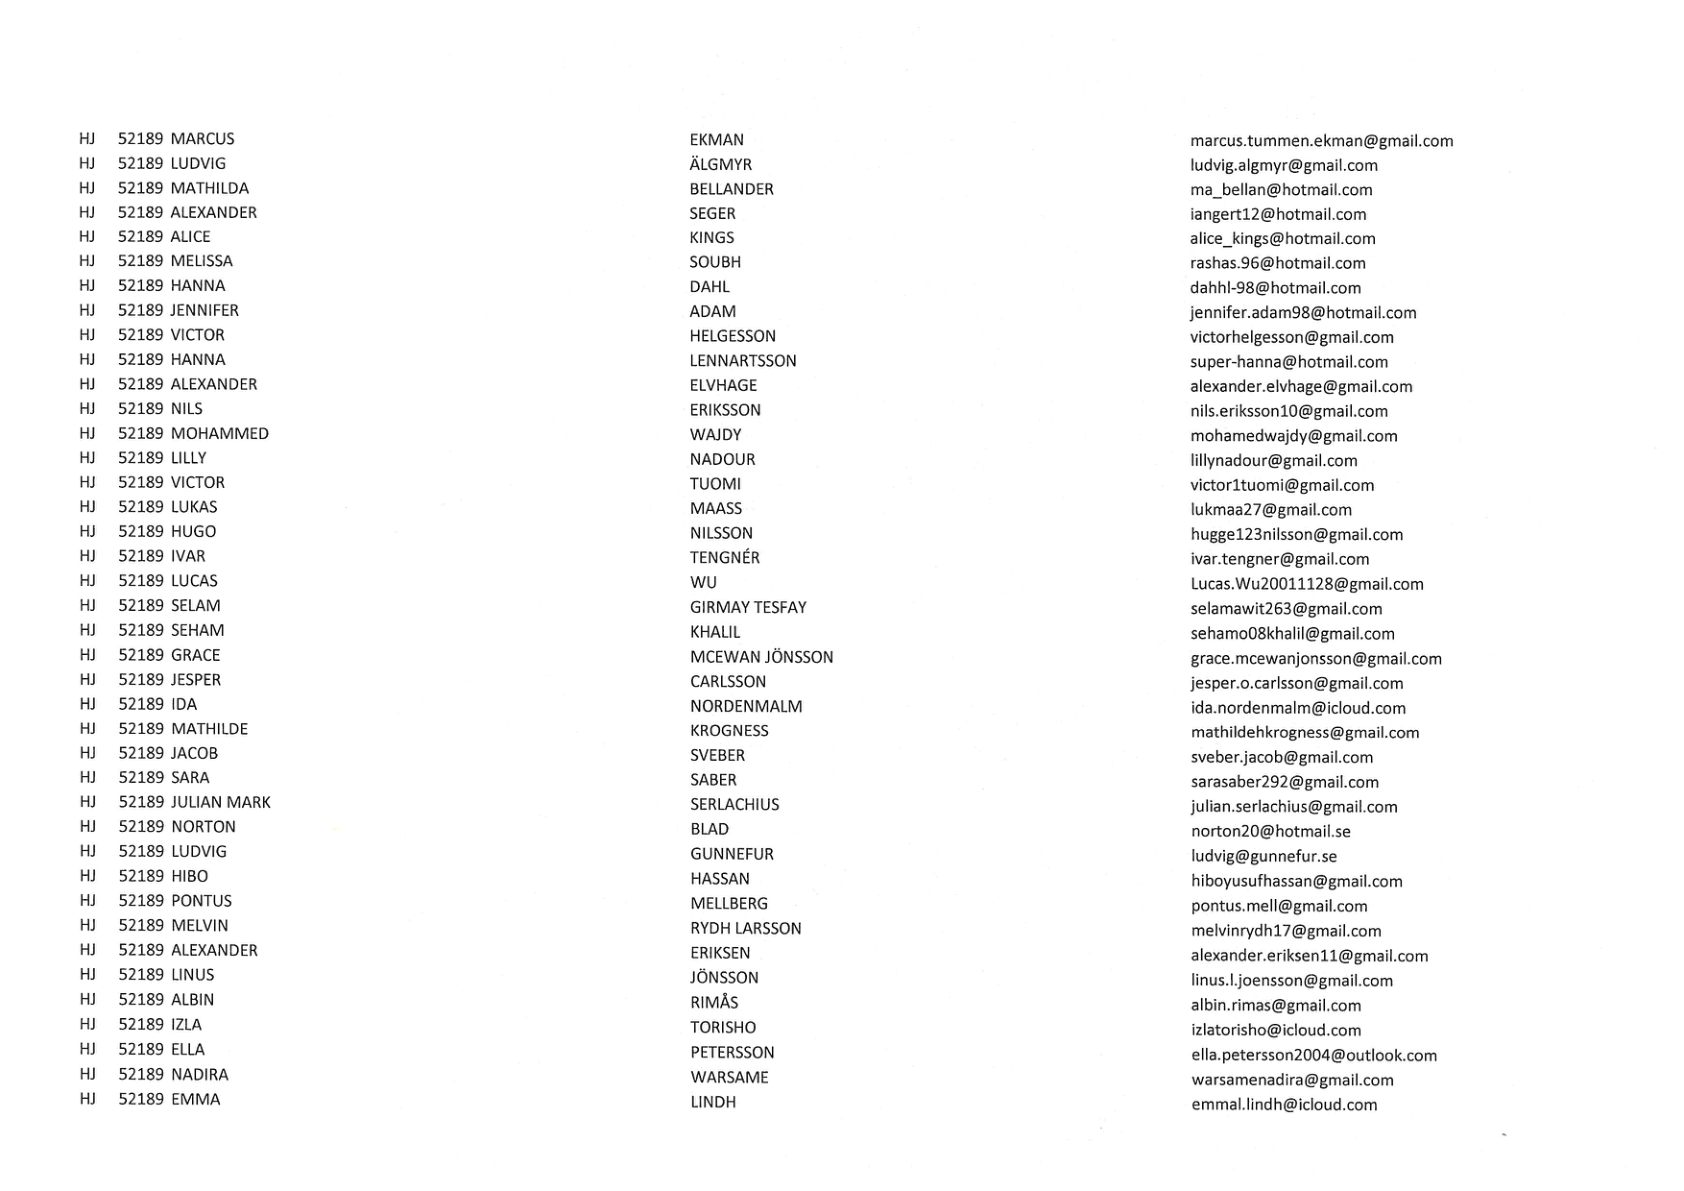 HJ 52189 MARCUS EKMAN marcus.tummen.ekman@gmail.com
HJ 52189 LUDVIG ÄLGMYR ludvig.algmyr@gmail.com
HJ 52189 MATHILDA BELLANDER ma_bellan@hotmail.com
HJ 52189 ALEXANDER SEGER iangert12@hotmail.com
HJ 52189 ALICE KINGS alice_kings@hotmail.com
HJ 52189 MELISSA SOUBH rashas.96@hotmail.com
HJ 52189 HANNA DAHL dahhl-98@hotmail.com
HJ 52189 JENNIFER ADAM jennifer.adam98@hotmail.com
HJ 52189 VICTOR HELGESSON victorhelgesson@gmail.com
HJ 52189 HANNA LENNARTSSON super-hanna@hotmail.com
HJ 52189 ALEXANDER ELVHAGE alexander.elvhage@gmail.com
HJ 52189 NILS ERIKSSON nils.eriksson10@gmail.com
HJ 52189 MOHAMMED WAJDY mohamedwajdy@gmail.com
HJ 52189 LILLY NADOUR lillynadour@gmail.com
HJ 52189 VICTOR TUOMI victor1tuomi@gmail.com
HJ 52189 LUKAS MAASS lukmaa27@gmail.com
HJ 52189 HUGO NILSSON hugge123nilsson@gmail.com
HJ 52189 IVAR TENGNÉR ivar.tengner@gmail.com
HJ 52189 LUCAS WU Lucas.Wu20011128@gmail.com
HJ 52189 SELAM GIRMAY TESFAY selamawit263@gmail.com
HJ 52189 SEHAM KHALIL sehamo08khalil@gmail.com
HJ 52189 GRACE MCEWAN JÖNSSON grace.mcewanjonsson@gmail.com
HJ 52189 JESPER CARLSSON jesper.o.carlsson@gmail.com
HJ 52189 IDA NORDENMALM ida.nordenmalm@icloud.com
HJ 52189 MATHILDE KROGNESS mathildehkrogness@gmail.com
HJ 52189 JACOB SVEBER sveber.jacob@gmail.com
HJ 52189 SARA SABER sarasaber292@gmail.com
HJ 52189 JULIAN MARK SERLACHIUS julian.serlachius@gmail.com
HJ 52189 NORTON BLAD norton20@hotmail.se
HJ 52189 LUDVIG GUNNEFUR ludvig@gunnefur.se
HJ 52189 HIBO HASSAN hiboyusufhassan@gmail.com
HJ 52189 PONTUS MELLBERG pontus.mell@gmail.com
HJ 52189 MELVIN RYDH LARSSON melvinrydh17@gmail.com
HJ 52189 ALEXANDER ERIKSEN alexander.eriksen11@gmail.com
HJ 52189 LINUS JÖNSSON linus.l.joensson@gmail.com
HJ 52189 ALBIN RIMÅS albin.rimas@gmail.com
HJ 52189 IZLA TORISHO izlatorisho@icloud.com
HJ 52189 ELLA PETERSSON ella.petersson2004@outlook.com
HJ 52189 NADIRA WARSAME warsamenadira@gmail.com
HJ 52189 EMMA LINDH emmal.lindh@icloud.com